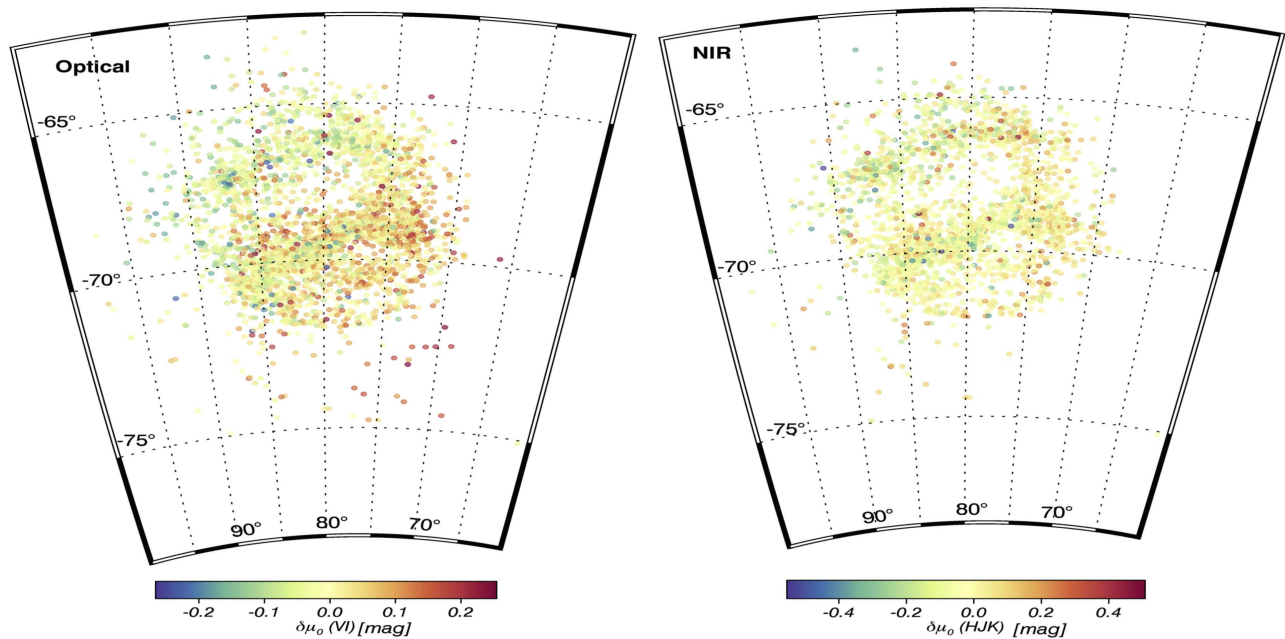 Optical
-65°
-70°
-75°
90° 80° 70°
-0.2 -0.1 0.0 0.1 0.2
δμ₀ (VI) [mag]
NIR
-65°
-70°
-75°
90° 80° 70°
-0.4 -0.2 0.0 0.2 0.4
δμ₀ (HJK) [mag]